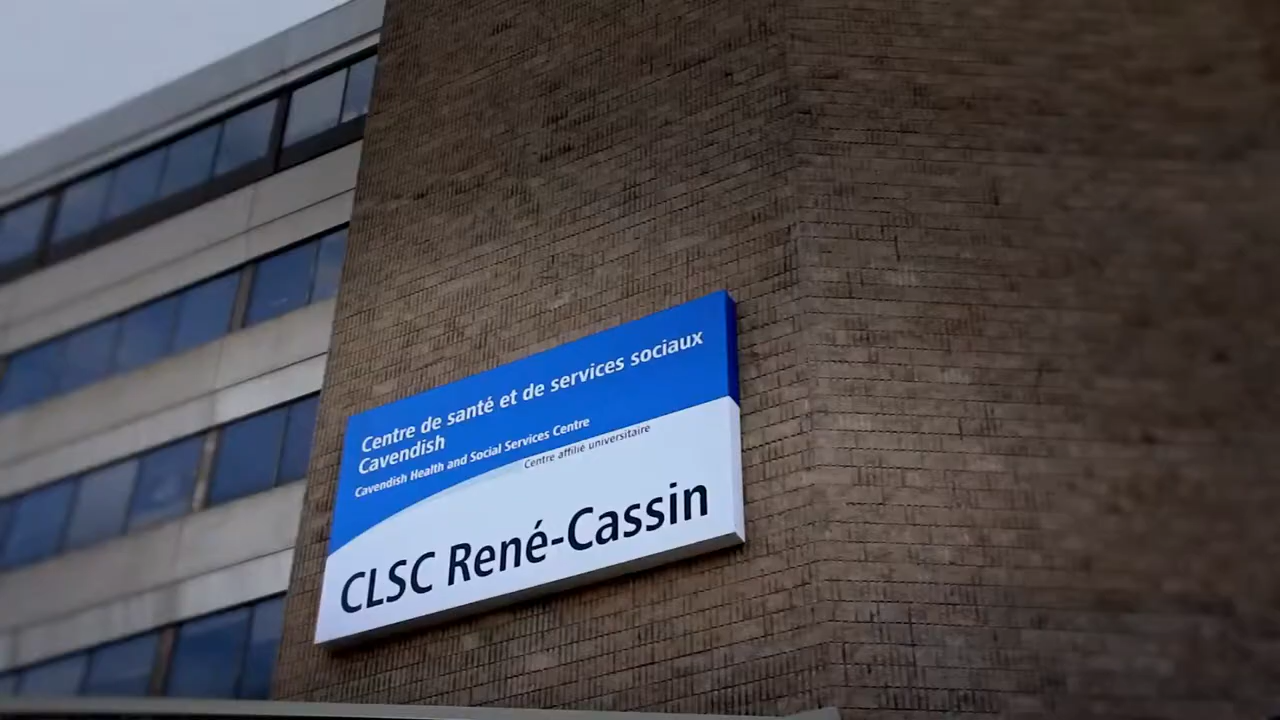 Centre de santé et de services sociaux
Cavendish
Cavendish Health and Social Services Centre
Centre affilié universitaire
CLSC René-Cassin